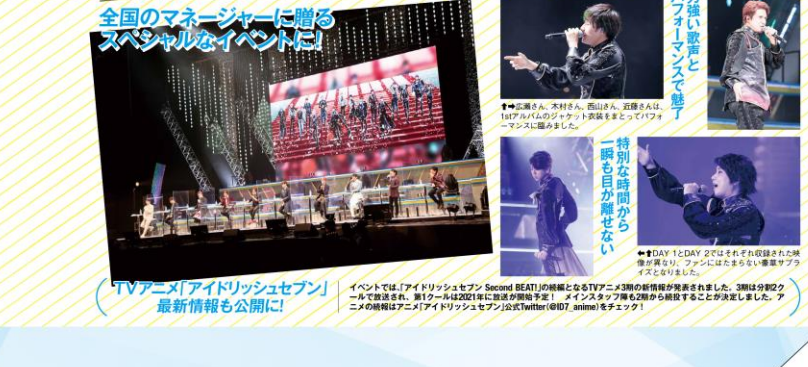 全国のマネージャーに贈る
スペシャルなイベントに!
力強い歌声と
パフォーマンスで魅了
⬆➡広瀬さん、木村さん、西山さん、近藤さんは、
1stアルバムのジャケット衣装をまとってパフォ
ーマンスに臨みました。
特別な時間から
一瞬も目が離せない
⬅⬆DAY 1とDAY 2ではそれぞれ収録された映
像が異なり、ファンにはたまらない豪華サプラ
イズとなりました。
TVアニメ「アイドリッシュセブン」
最新情報も公開に!
イベントでは、「アイドリッシュセブン Second BEAT!」の続編となるTVアニメ3期の新情報が発表されました。3期は分割2ク
ールで放送され、第1クールは2021年に放送が開始予定! メインスタッフ陣も2期から続投することが決定しました。ア
ニメの続報はアニメ「アイドリッシュセブン」公式Twitter(@ID7_anime)をチェック!